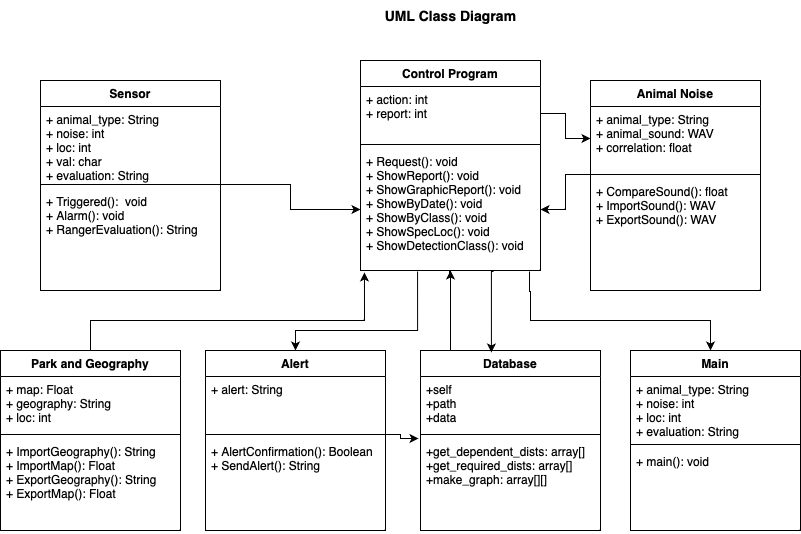 UML Class Diagram
Sensor
+ animal_type: String
+ noise: int
+ loc: int
+ val: char
+ evaluation: String
+ Triggered():  void
+ Alarm(): void
+ RangerEvaluation(): String
Control Program
+ action: int
+ report: int
+ Request(): void
+ ShowReport(): void
+ ShowGraphicReport(): void
+ ShowByDate(): void
+ ShowByClass(): void
+ ShowSpecLoc(): void
+ ShowDetectionClass(): void
Animal Noise
+ animal_type: String
+ animal_sound: WAV
+ correlation: float
+ CompareSound(): float
+ ImportSound(): WAV
+ ExportSound(): WAV
Park and Geography
+ map: Float
+ geography: String
+ loc: int
+ ImportGeography(): String
+ ImportMap(): Float
+ ExportGeography(): String
+ ExportMap(): Float
Alert
+ alert: String
+ AlertConfirmation(): Boolean
+ SendAlert(): String
Database
+self
+path
+data
+get_dependent_dists: array[]
+get_required_dists: array[]
+make_graph: array[][]
Main
+ animal_type: String
+ noise: int
+ loc: int
+ evaluation: String
+ main(): void